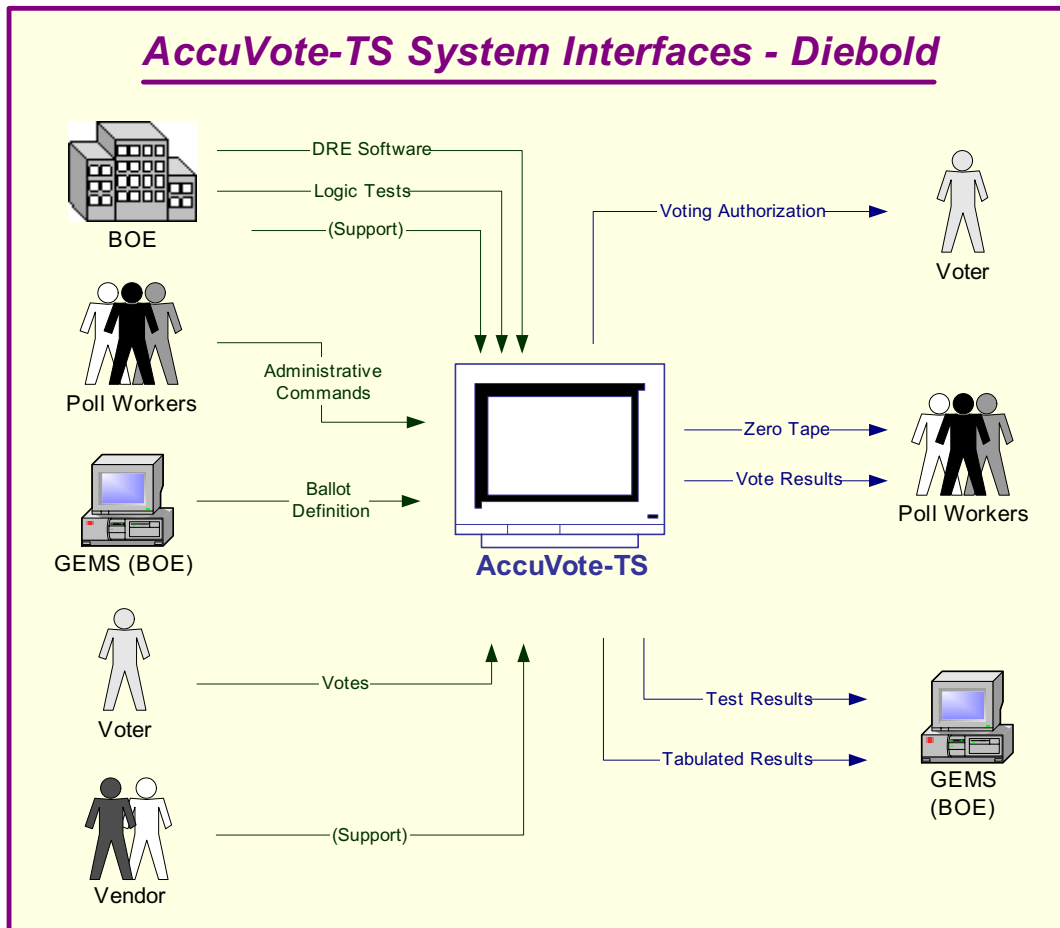 AccuVote-TS System Interfaces - Diebold
DRE Software
Logic Tests
(Support)
BOE
Voting Authorization
Voter
Poll Workers
Administrative
Commands
Zero Tape
Vote Results
Poll Workers
GEMS (BOE)
Ballot
Definition
AccuVote-TS
Voter
Votes
Test Results
Tabulated Results
GEMS
(BOE)
Vendor
(Support)